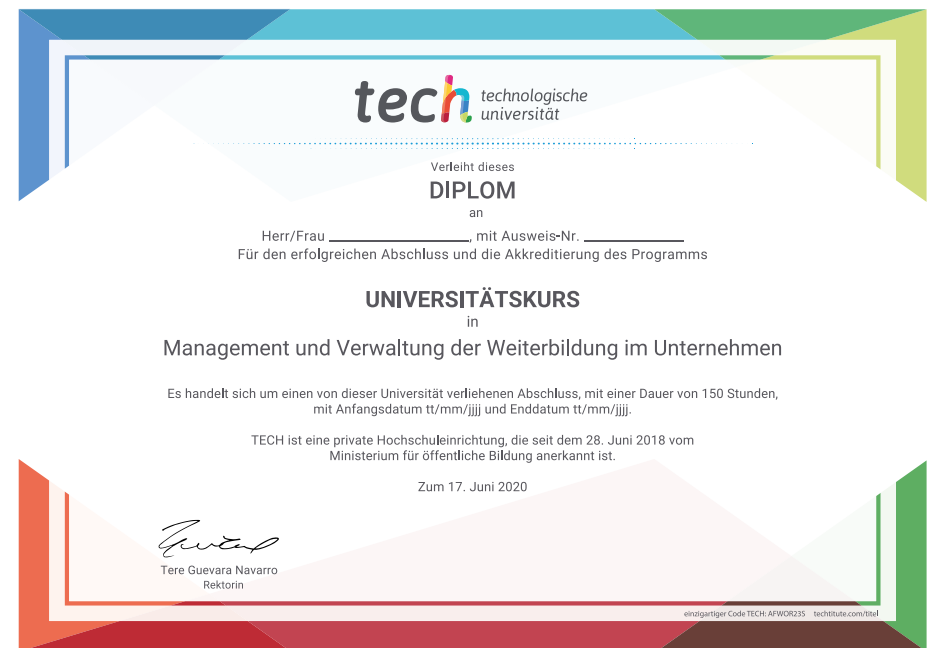 tech technologische
universität
Verleiht dieses
DIPLOM
an
Herr/Frau ____________, mit Ausweis-Nr. ____________
Für den erfolgreichen Abschluss und die Akkreditierung des Programms
UNIVERSITÄTSKURS
in
Management und Verwaltung der Weiterbildung im Unternehmen
Es handelt sich um einen von dieser Universität verliehenen Abschluss, mit einer Dauer von 150 Stunden,
mit Anfangsdatum tt/mm/jjjj und Enddatum tt/mm/jjjj.
TECH ist eine private Hochschuleinrichtung, die seit dem 28. Juni 2018 vom
Ministerium für öffentliche Bildung anerkannt ist.
Zum 17. Juni 2020
Tere Guevara Navarro
Rektorin
einzigartiger Code TECH: AFWOR23S techtitute.com/titel